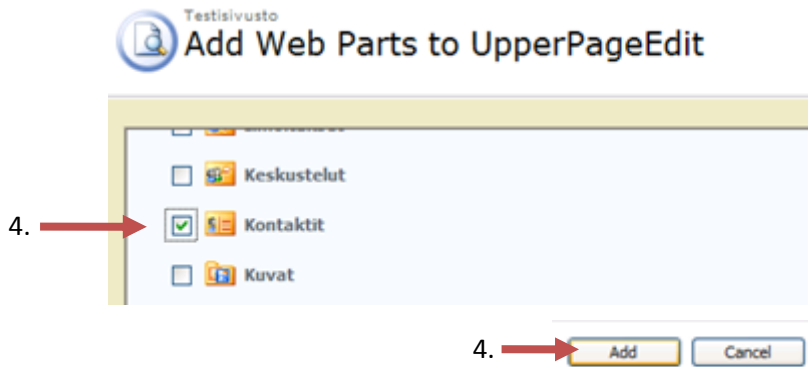 Testisivusto
Add Web Parts to UpperPageEdit
Keskustelut
4.
Kontaktit
Kuvat
4.
Add
Cancel